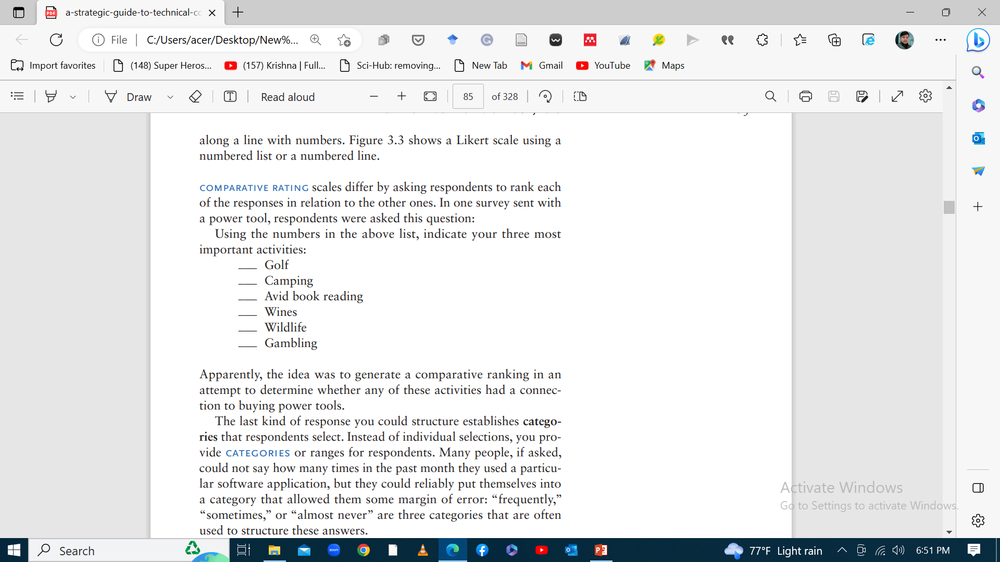 a-strategic-guide-to-technical-co
File
C:/Users/acer/Desktop/New%...
Import favorites
(148) Super Heros...
(157) Krishna | Full...
Sci-Hub: removing...
New Tab
Gmail
YouTube
Maps
Draw
Read aloud
85
of 328
along a line with numbers. Figure 3.3 shows a Likert scale using a
numbered list or a numbered line.
COMPARATIVE RATING scales differ by asking respondents to rank each
of the responses in relation to the other ones. In one survey sent with
a power tool, respondents were asked this question:
Using the numbers in the above list, indicate your three most
important activities:
___ Golf
___ Camping
___ Avid book reading
___ Wines
___ Wildlife
___ Gambling
Apparently, the idea was to generate a comparative ranking in an
attempt to determine whether any of these activities had a connec-
tion to buying power tools.
The last kind of response you could structure establishes catego-
ries that respondents select. Instead of individual selections, you pro-
vide CATEGORIES or ranges for respondents. Many people, if asked,
could not say how many times in the past month they used a particu-
lar software application, but they could reliably put themselves into
a category that allowed them some margin of error: “frequently,”
“sometimes,” or “almost never” are three categories that are often
used to structure these answers.
Activate Windows
Go to Settings to activate Windows.
Search
zoom
77°F Light rain
6:51 PM